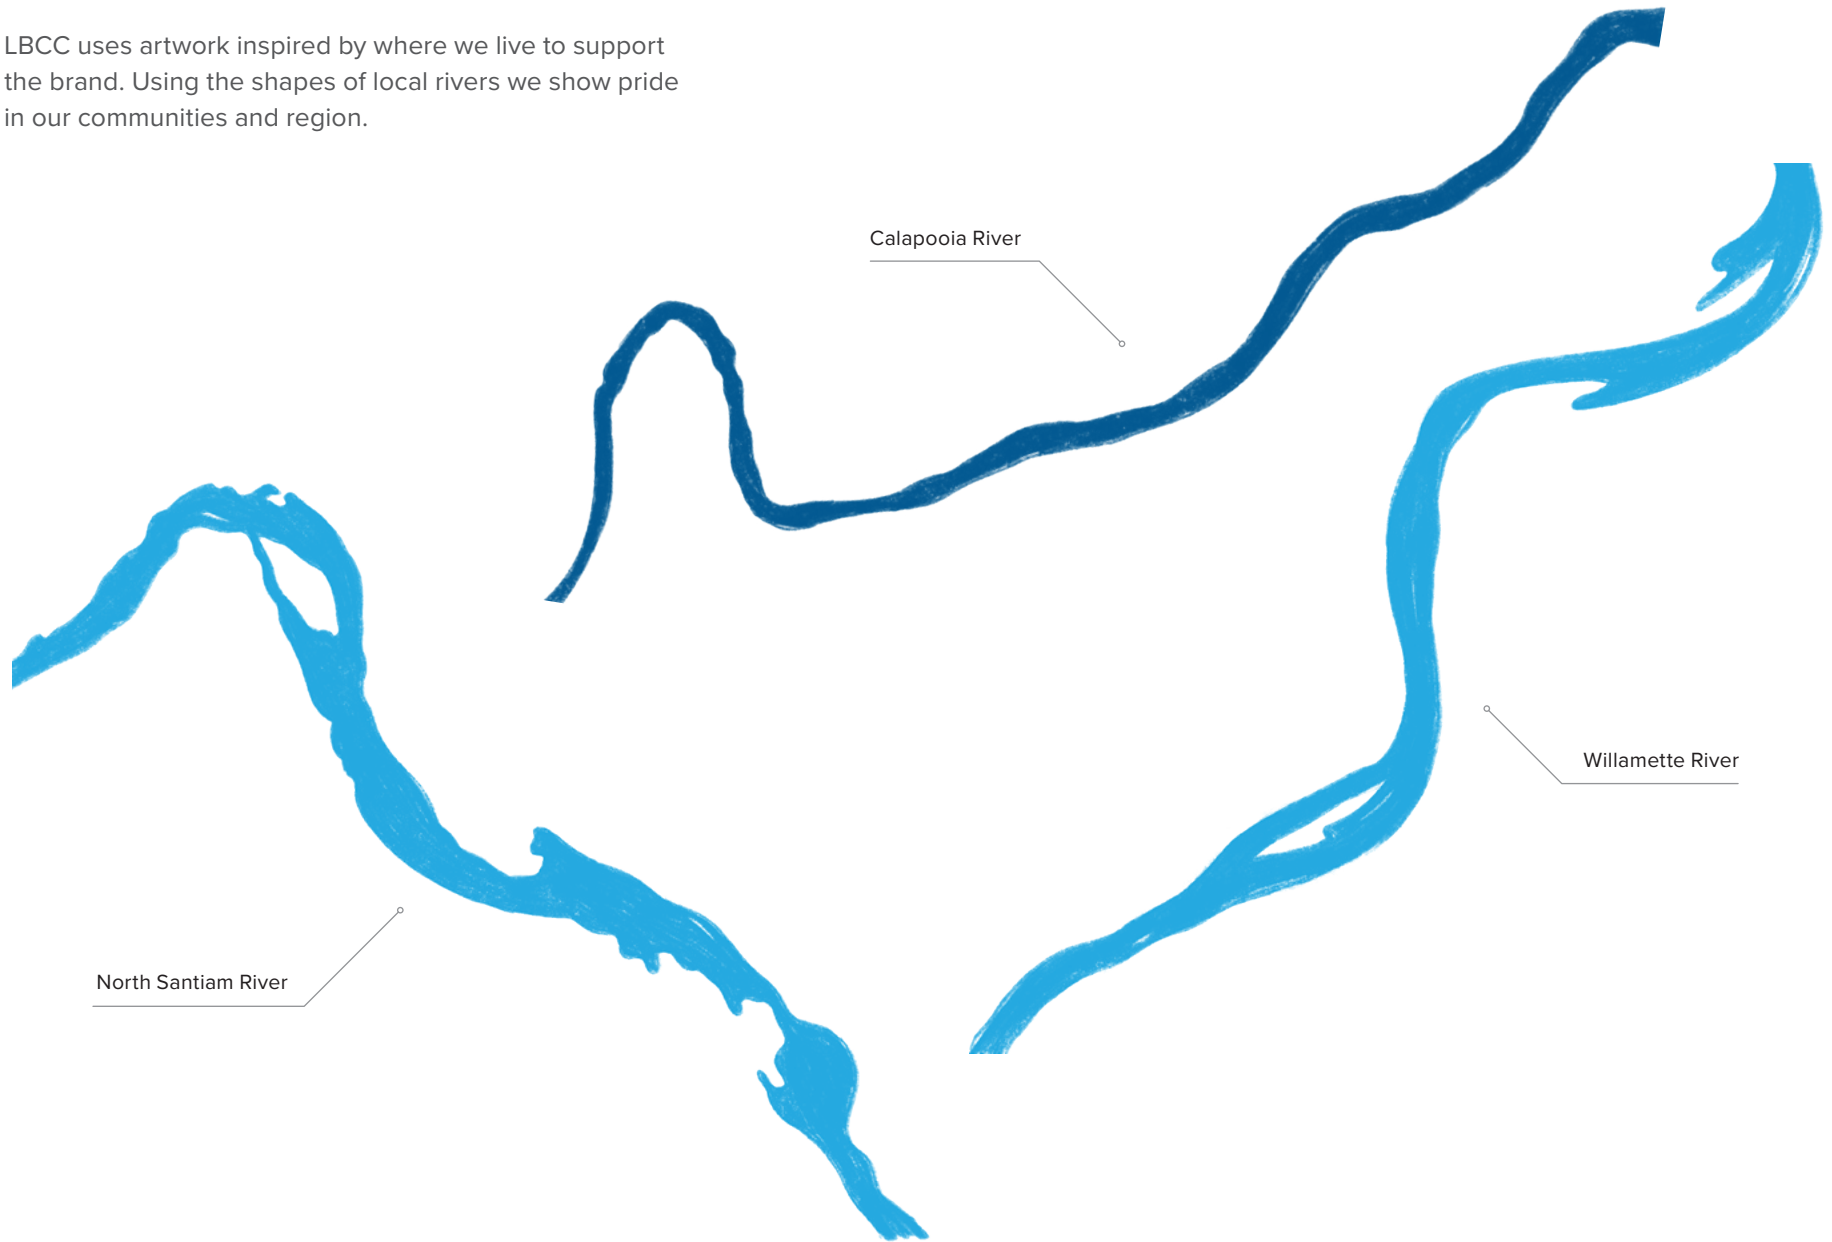 LBCC uses artwork inspired by where we live to support
the brand. Using the shapes of local rivers we show pride
in our communities and region.
Calapooia River
Willamette River
North Santiam River